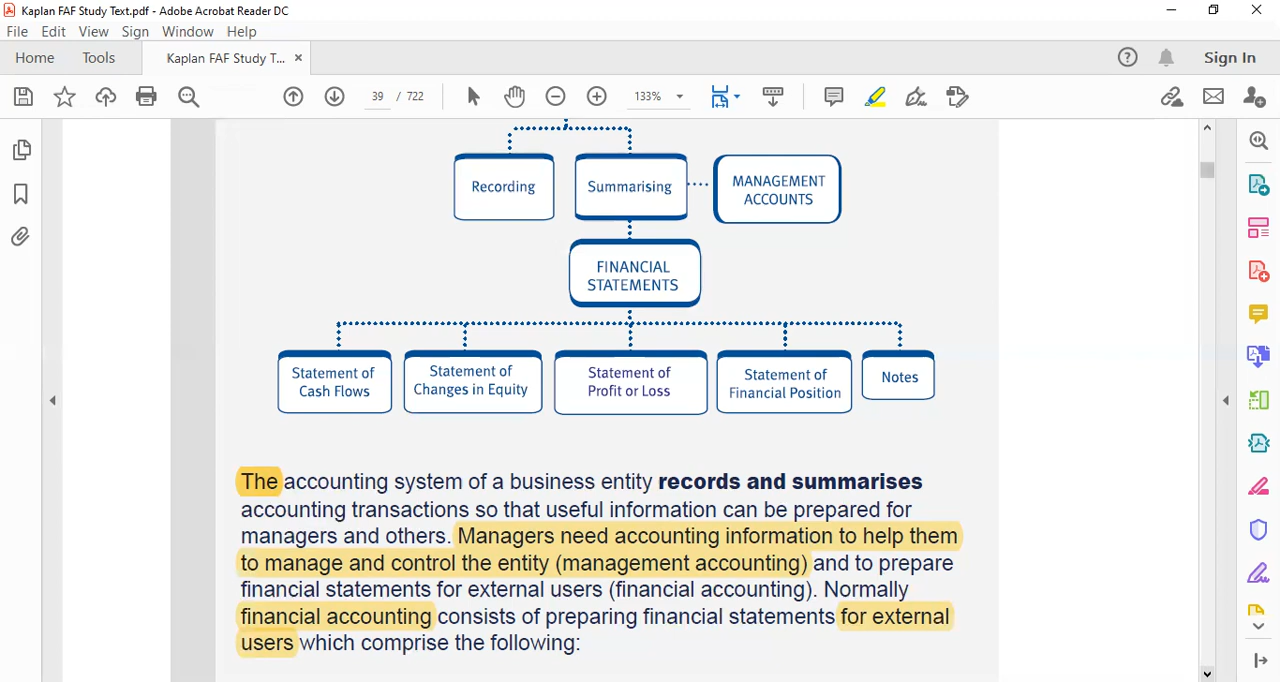 Kaplan FAF Study Text.pdf - Adobe Acrobat Reader DC
File Edit View Sign Window Help
Home Tools Kaplan FAF Study T... × Sign In
39 / 722 133%
Recording
Summarising
MANAGEMENT
ACCOUNTS
FINANCIAL
STATEMENTS
Statement of
Cash Flows
Statement of
Changes in Equity
Statement of
Profit or Loss
Statement of
Financial Position
Notes
The accounting system of a business entity records and summarises
accounting transactions so that useful information can be prepared for
managers and others. Managers need accounting information to help them
to manage and control the entity (management accounting) and to prepare
financial statements for external users (financial accounting). Normally
financial accounting consists of preparing financial statements for external
users which comprise the following: